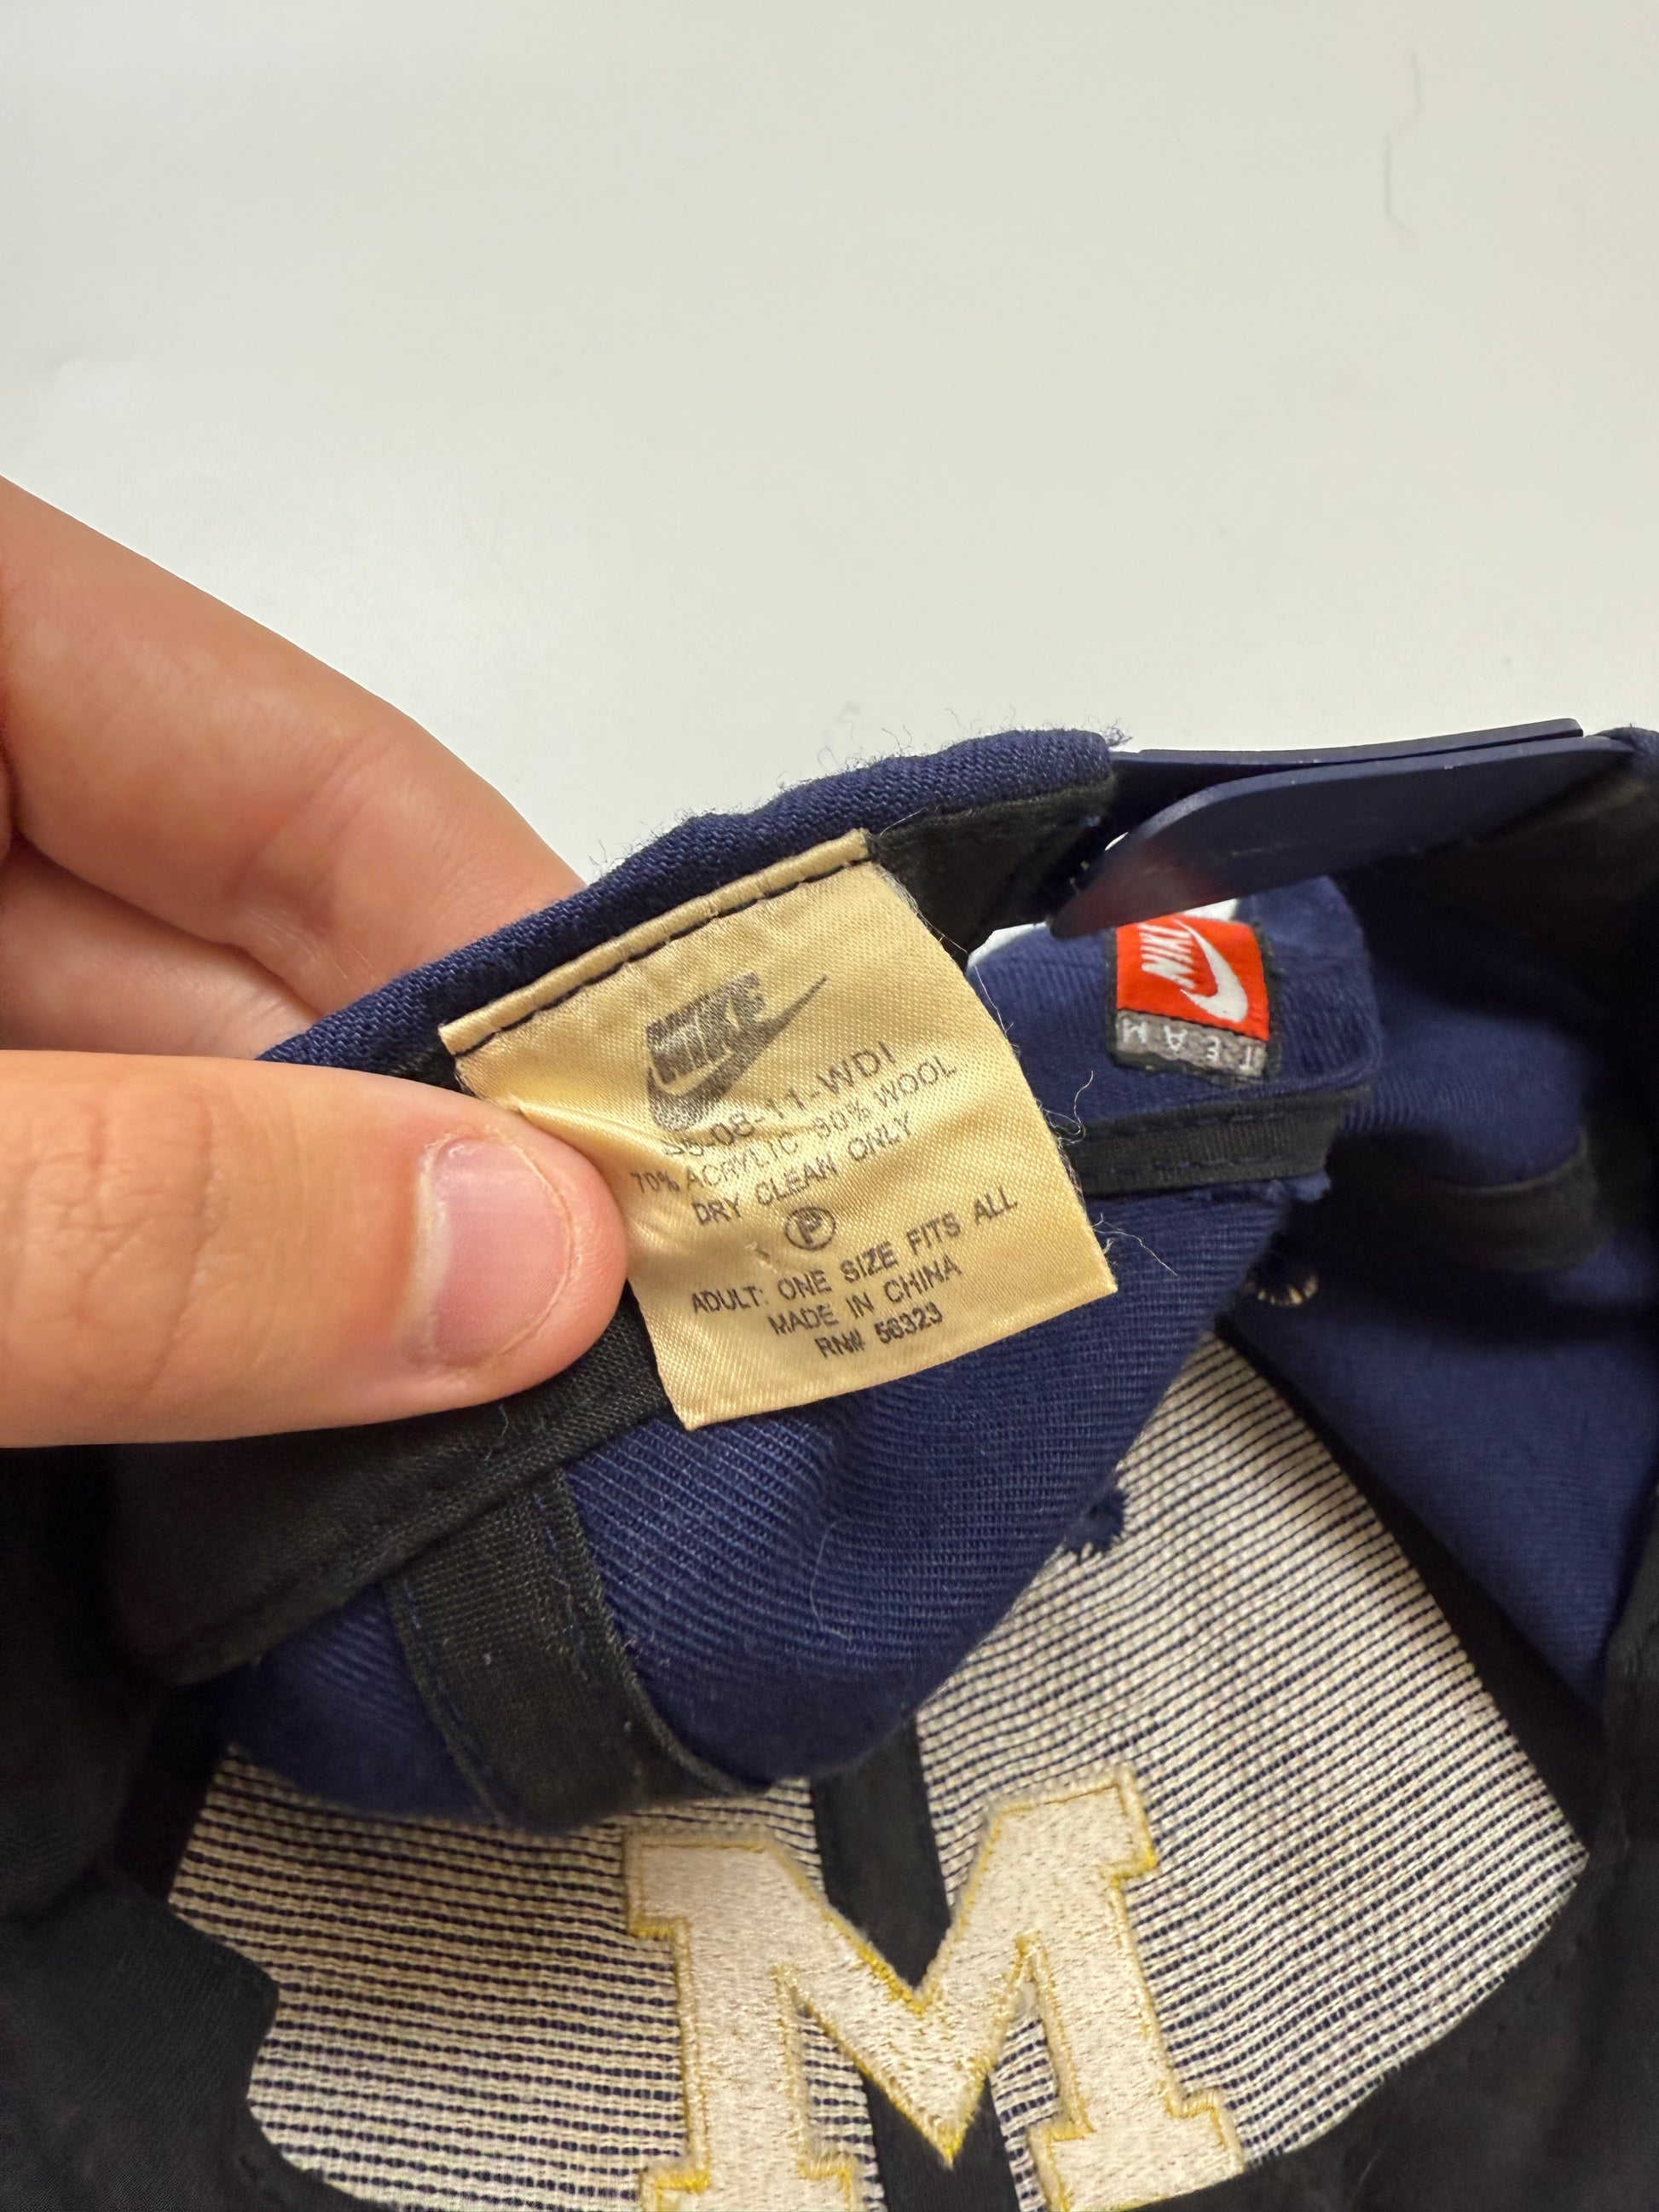 NIKE
70% ACRYLIC 30% WOOL
DRY CLEAN ONLY
P
ADULT: ONE SIZE FITS ALL
MADE IN CHINA
RN# 56323
NIKE
TEAM
M